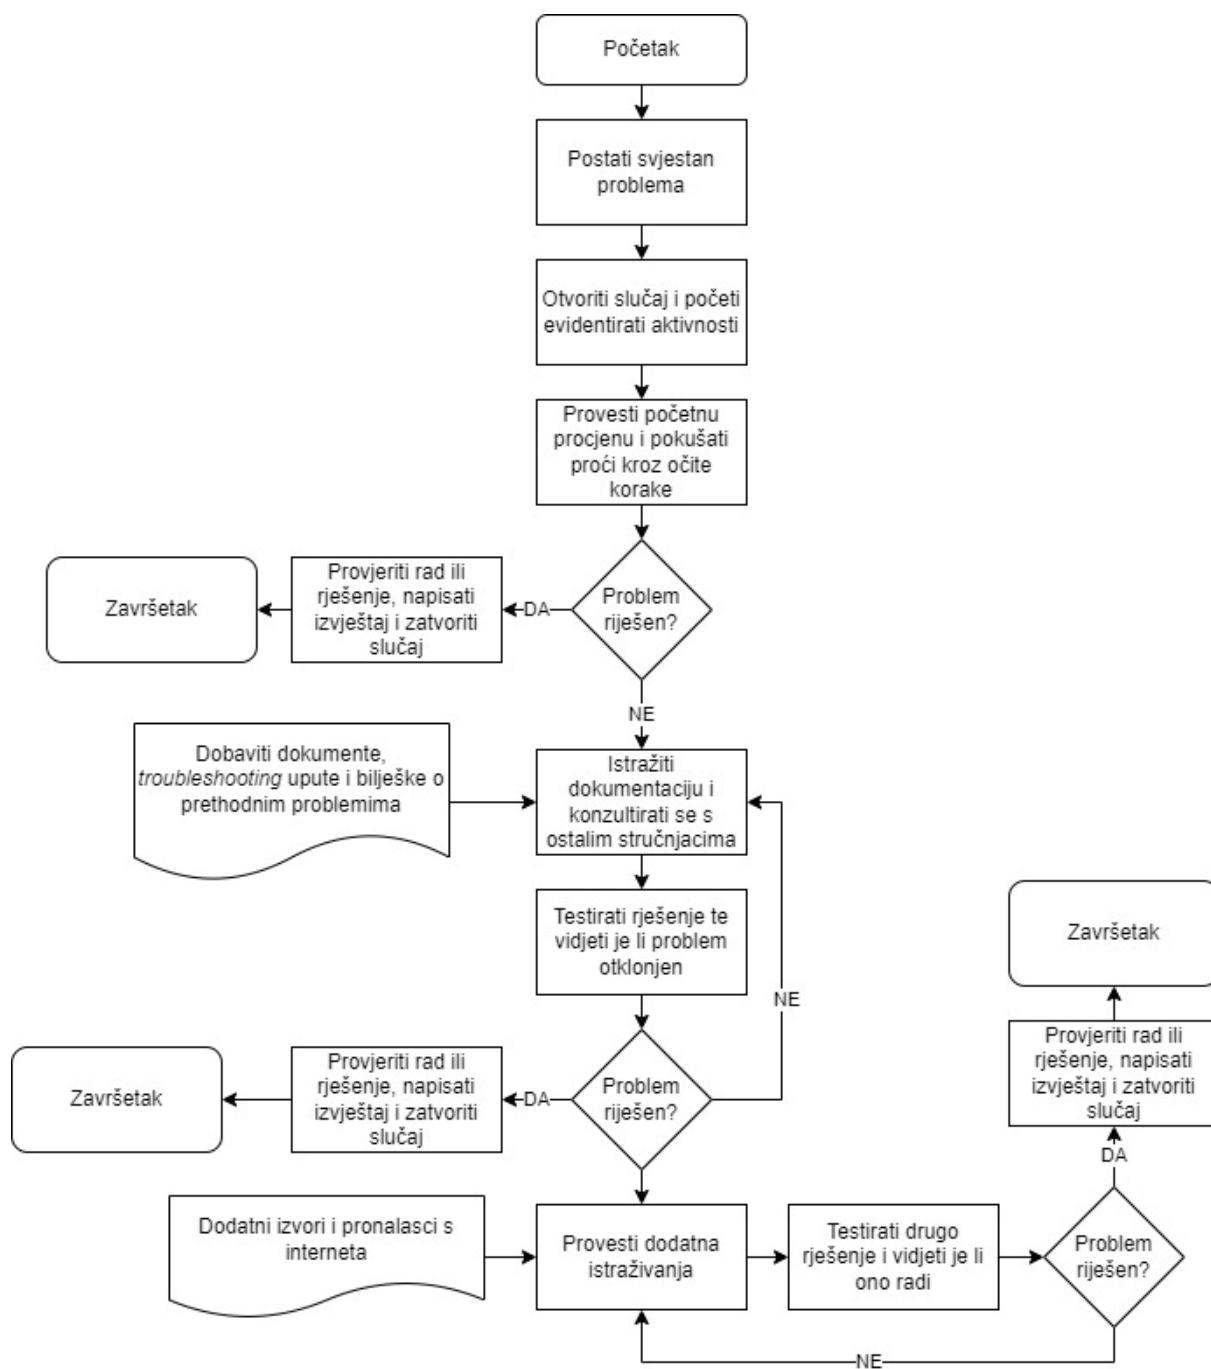 Početak
Postati svjestan
problema
Otvoriti slučaj i početi
evidentirati aktivnosti
Provesti početnu
procjenu i pokušati
proći kroz očite
korake
Problem
riješen?
DA
Provjeriti rad ili
rješenje, napisati
izvještaj i zatvoriti
slučaj
Završetak
NE
Dobaviti dokumente,
troubleshooting upute i bilješke o
prethodnim problemima
Istražiti
dokumentaciju i
konzultirati se s
ostalim stručnjacima
Testirati rješenje te
vidjeti je li problem
otklonjen
NE
Problem
riješen?
DA
Provjeriti rad ili
rješenje, napisati
izvještaj i zatvoriti
slučaj
Završetak
Dodatni izvori i pronalasci s
interneta
Provesti dodatna
istraživanja
Testirati drugo
rješenje i vidjeti je li
ono radi
Problem
riješen?
DA
Provjeriti rad ili
rješenje, napisati
izvještaj i zatvoriti
slučaj
Završetak
NE